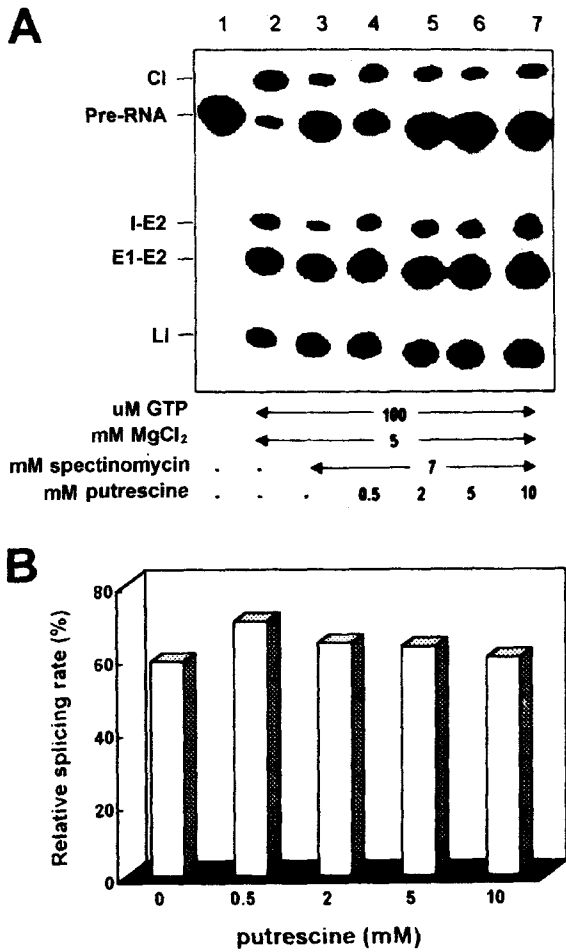 A
1 2 3 4 5 6 7
CI
Pre-RNA
I-E2
E1-E2
LI
uM GTP 100
mM MgCl₂ 5
mM spectinomycin . . 7
mM putrescine . . . 0.5 2 5 10
B
Relative splicing rate (%)
80
60
40
20
0
0 0.5 2 5 10
putrescine (mM)